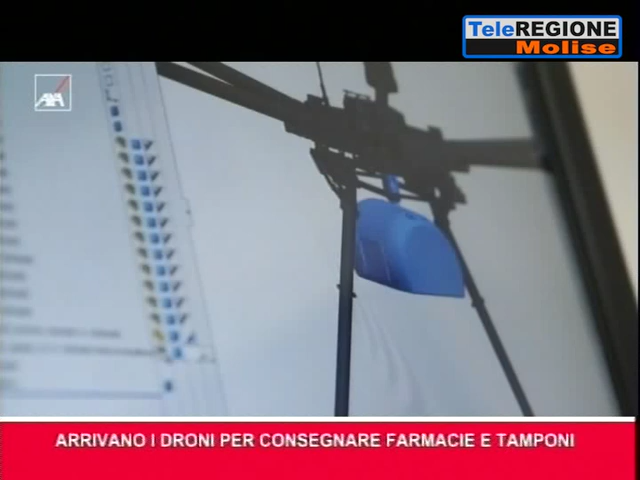 TeleREGIONE
Molise
AXA
ARRIVANO I DRONI PER CONSEGNARE FARMACIE E TAMPONI